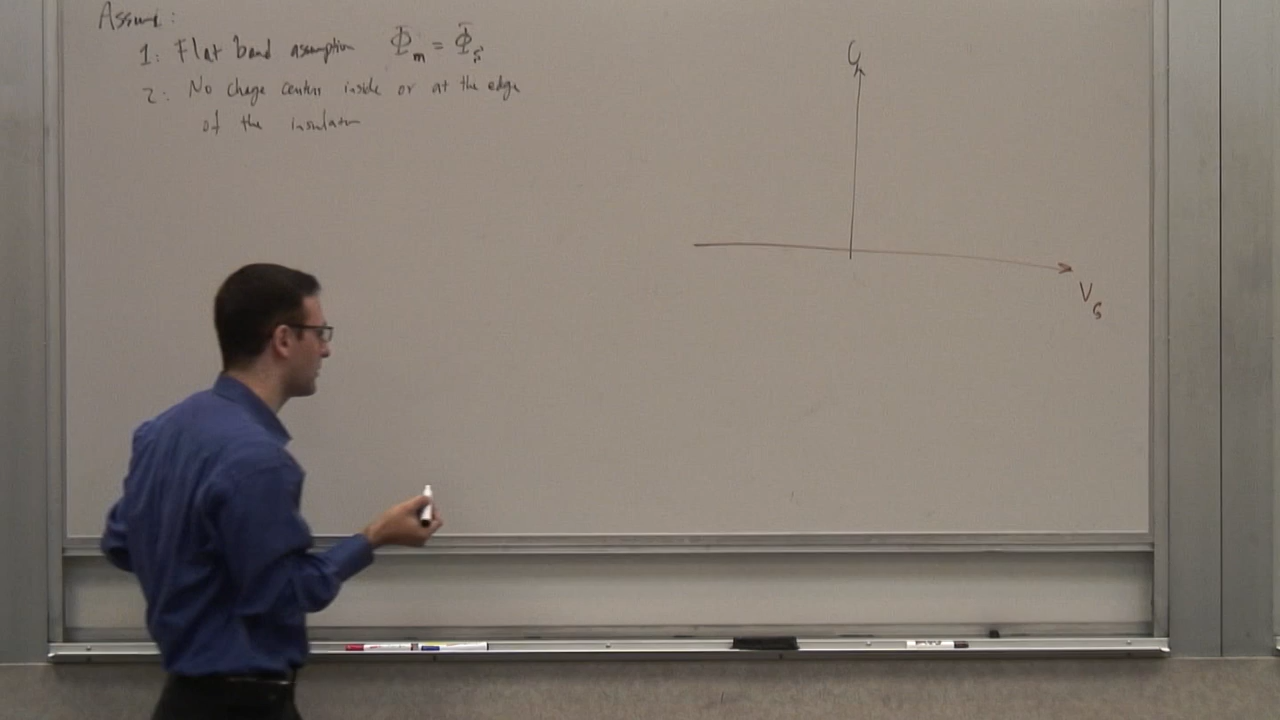 Assume:
1: Flat band assumption Φm = Φs
2: No charge centers inside or at the edge
of the insulator
C
VG